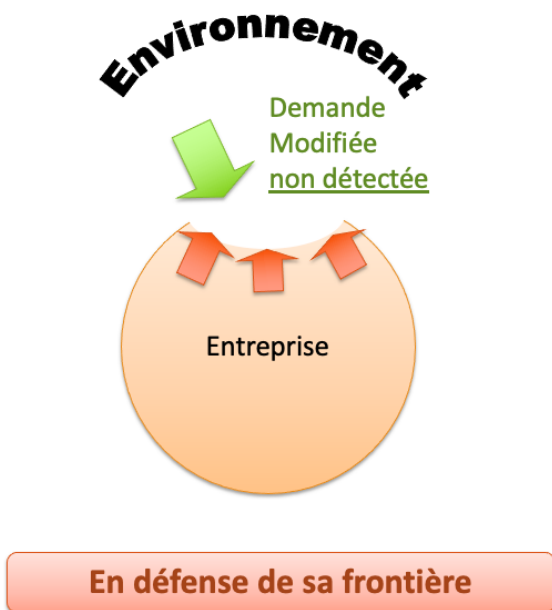 Environnement
Demande
Modifiée
non détectée
Entreprise
En défense de sa frontière